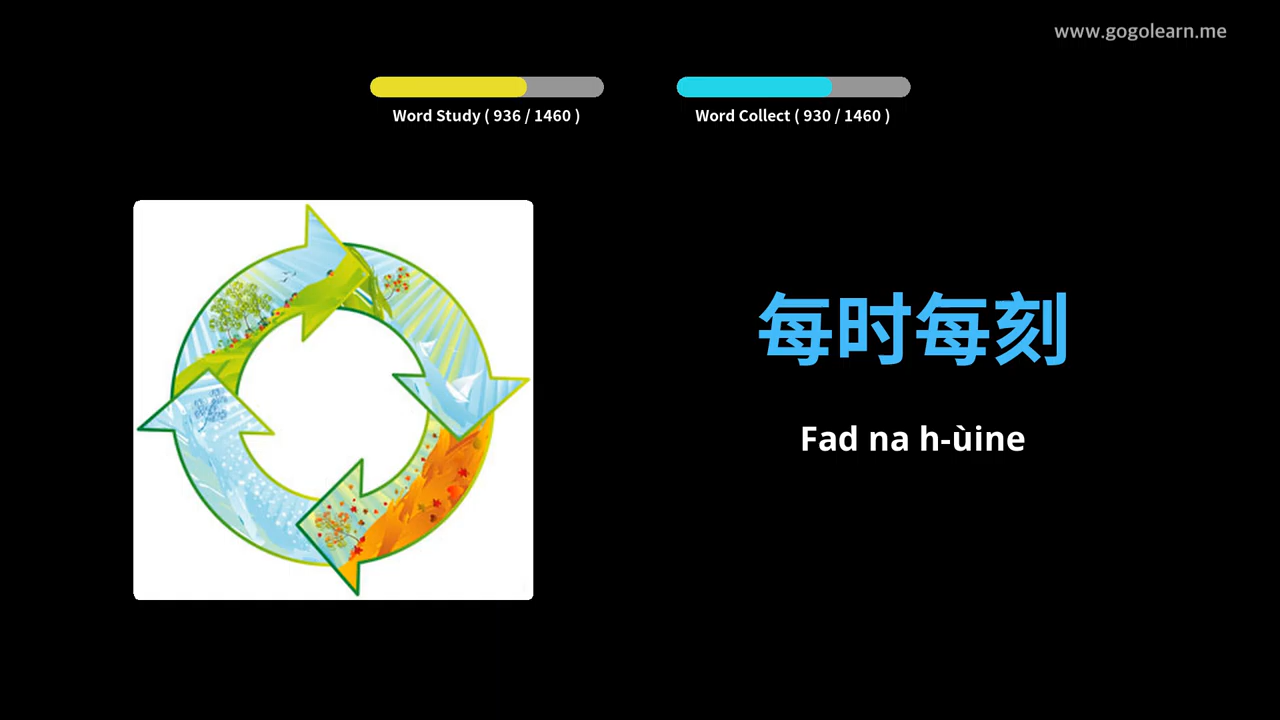 www.gogolearn.me
Word Study ( 936 / 1460 )
Word Collect ( 930 / 1460 )
每时每刻
Fad na h-ùine